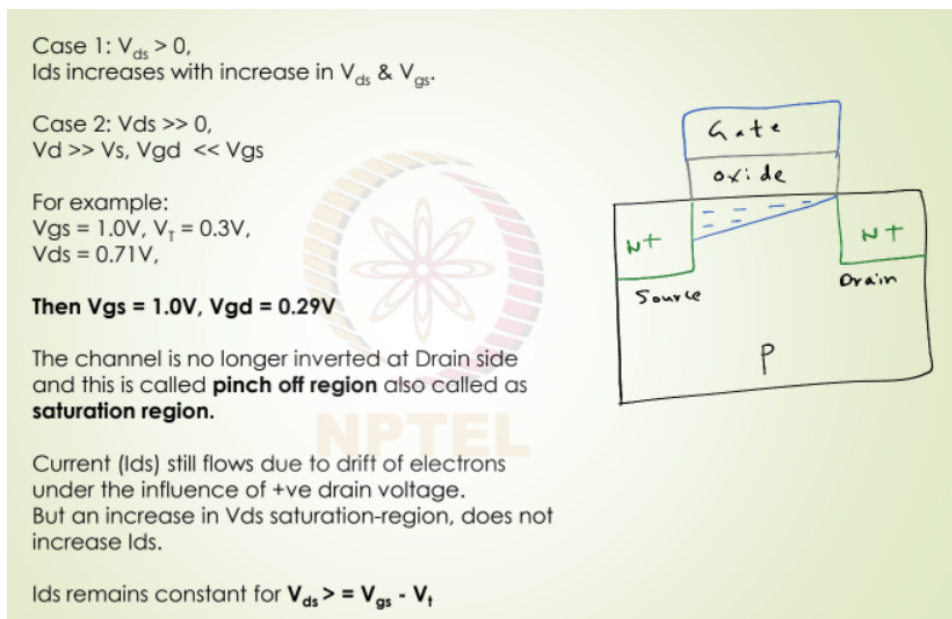 Case 1: Vds > 0,
Ids increases with increase in Vds & Vgs.
Case 2: Vds >> 0,
Vd >> Vs, Vgd << Vgs
For example:
Vgs = 1.0V, VT = 0.3V,
Vds = 0.71V,
Then Vgs = 1.0V, Vgd = 0.29V
The channel is no longer inverted at Drain side
and this is called pinch off region also called as
saturation region.
Current (Ids) still flows due to drift of electrons
under the influence of +ve drain voltage.
But an increase in Vds saturation-region, does not
increase Ids.
Ids remains constant for Vds > = Vgs - Vt
Gate
oxide
N+
N+
Source
Drain
P
NPTEL